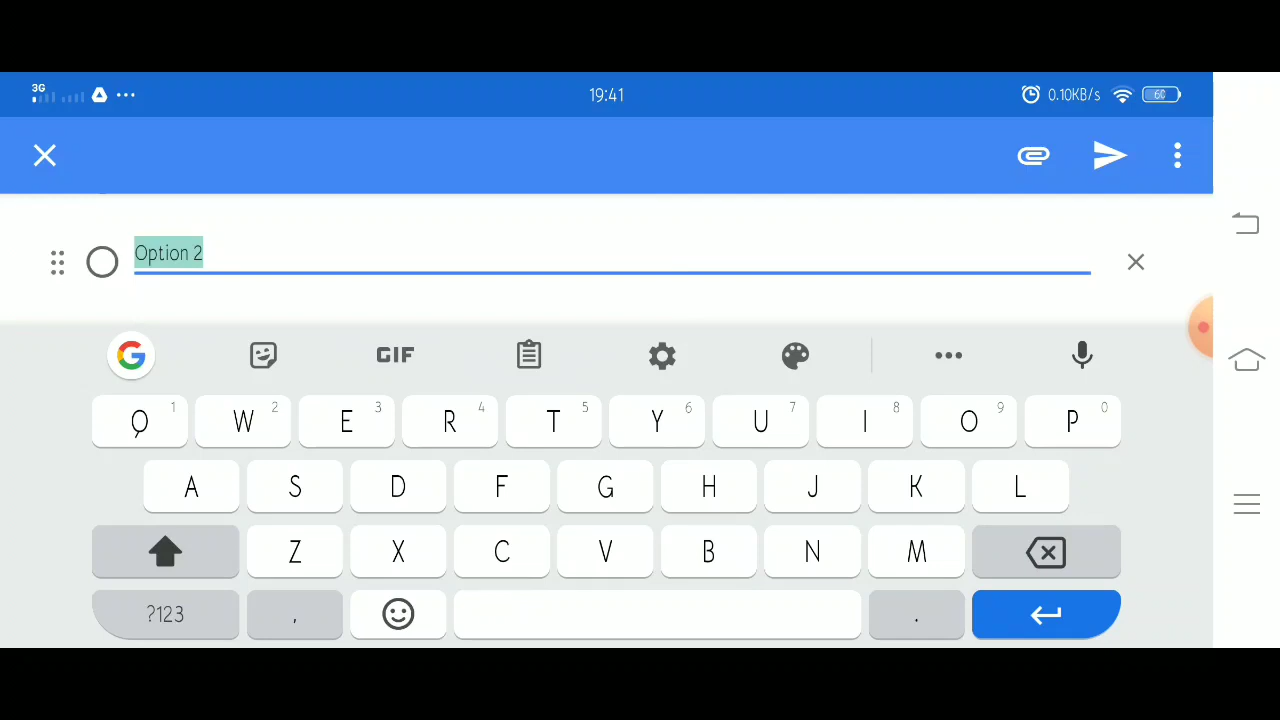 3G 19:41 0.10KB/s 60
Option 2
GIF
Q 1 W 2 E 3 R 4 T 5 Y 6 U 7 I 8 O 9 P 0
A S D F G H J K L
Z X C V B N M
?123 , .